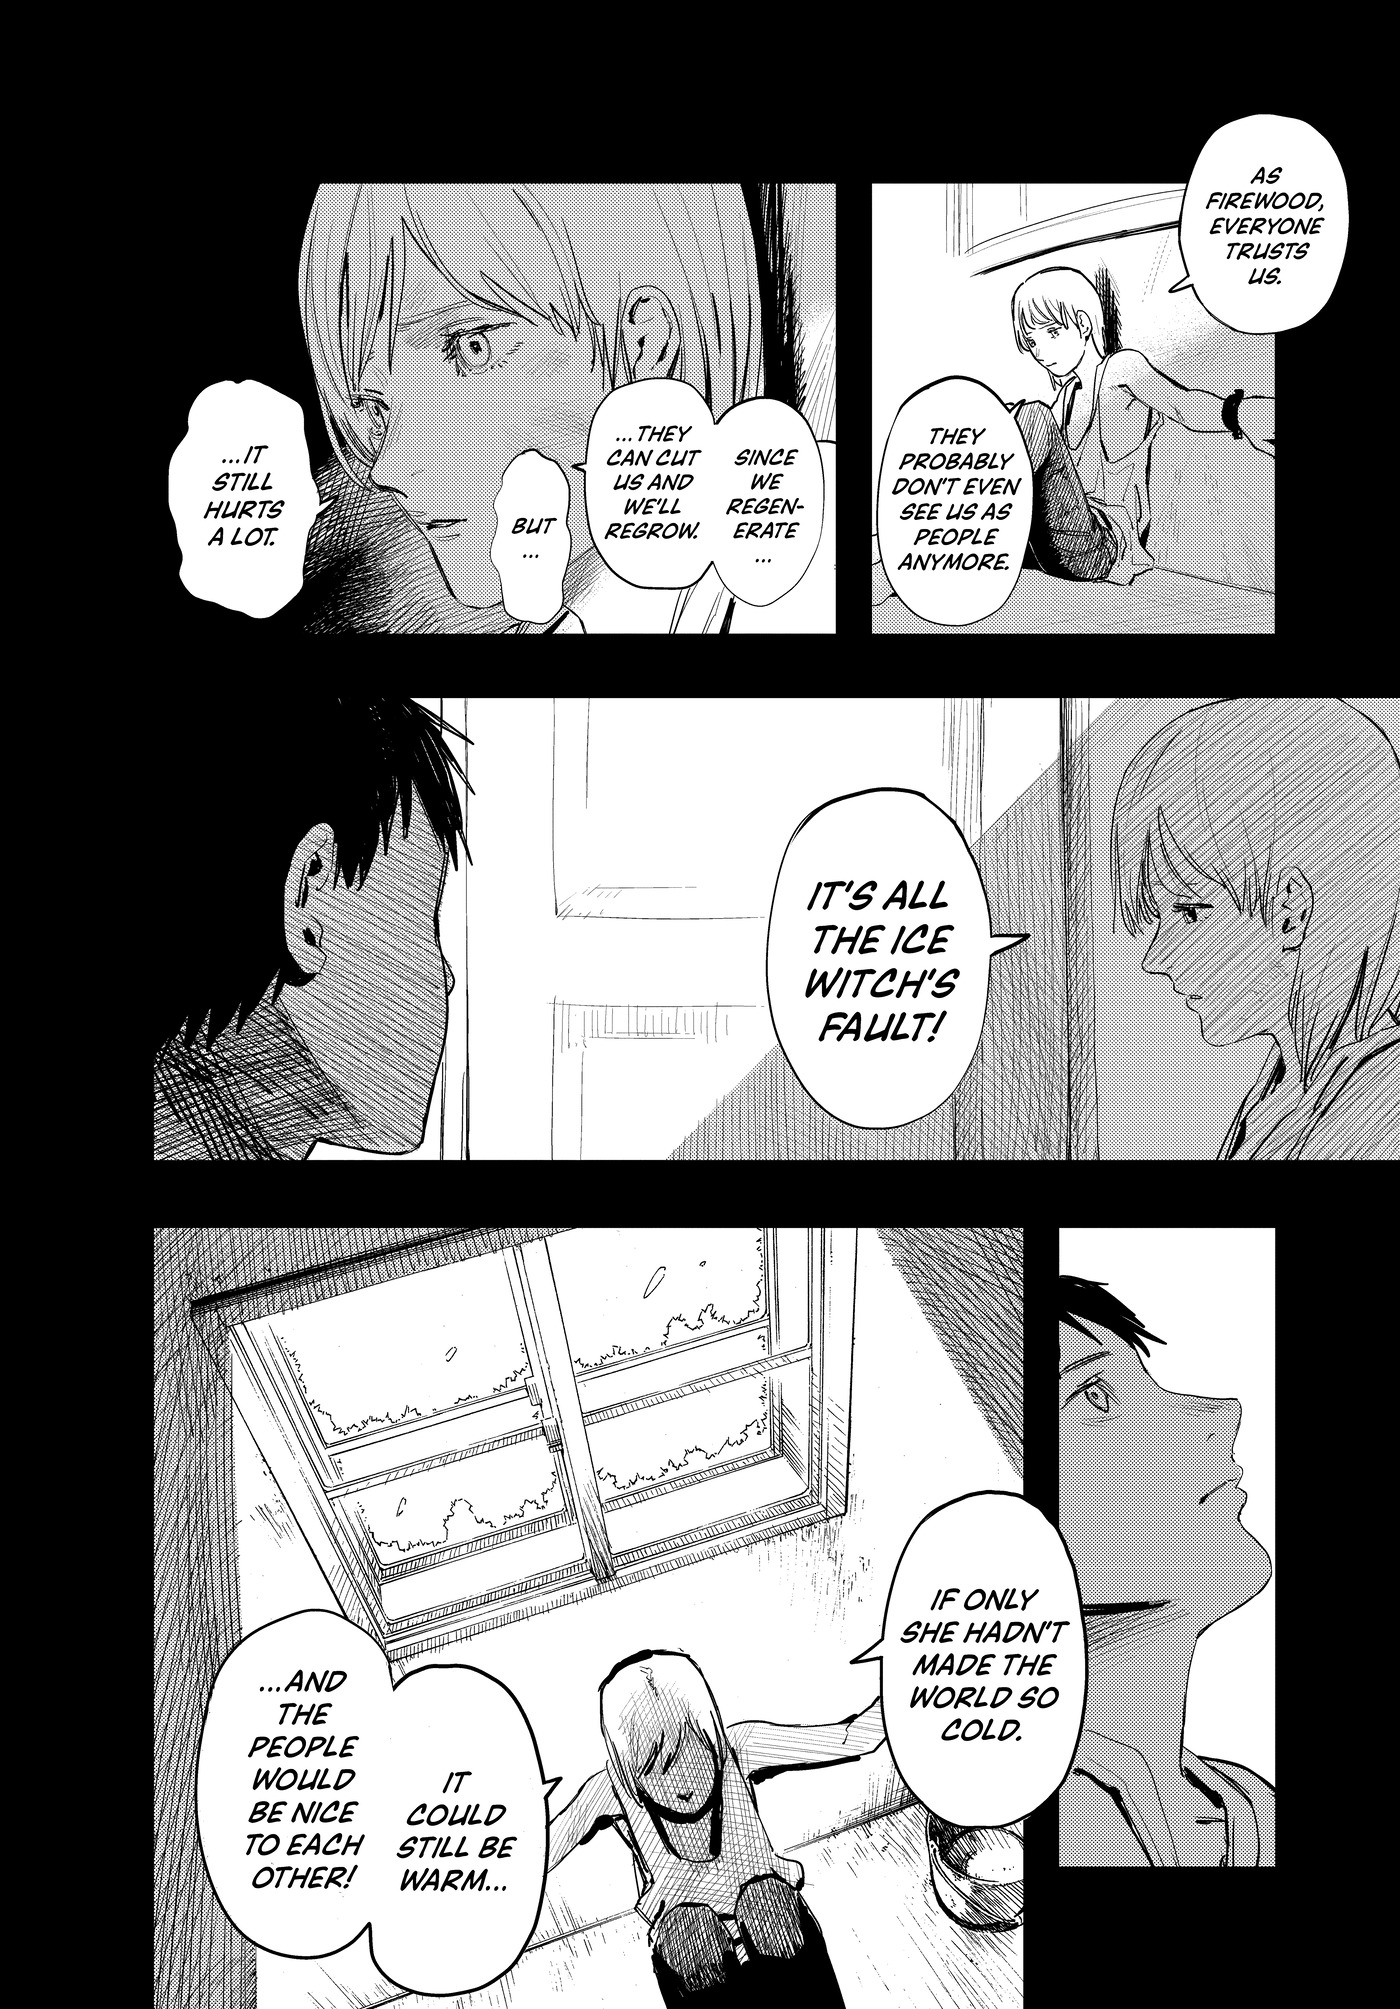 AS
FIREWOOD,
EVERYONE
TRUSTS
US.
THEY
PROBABLY
DON'T EVEN
SEE US AS
PEOPLE
ANYMORE.
SINCE
WE
REGEN-
ERATE
...
...THEY
CAN CUT
US AND
WE'LL
REGROW.
BUT
...
...IT
STILL
HURTS
A LOT.
IT'S ALL
THE ICE
WITCH'S
FAULT!
IF ONLY
SHE HADN'T
MADE THE
WORLD SO
COLD.
IT
COULD
STILL BE
WARM...
...AND
THE
PEOPLE
WOULD
BE NICE
TO EACH
OTHER!